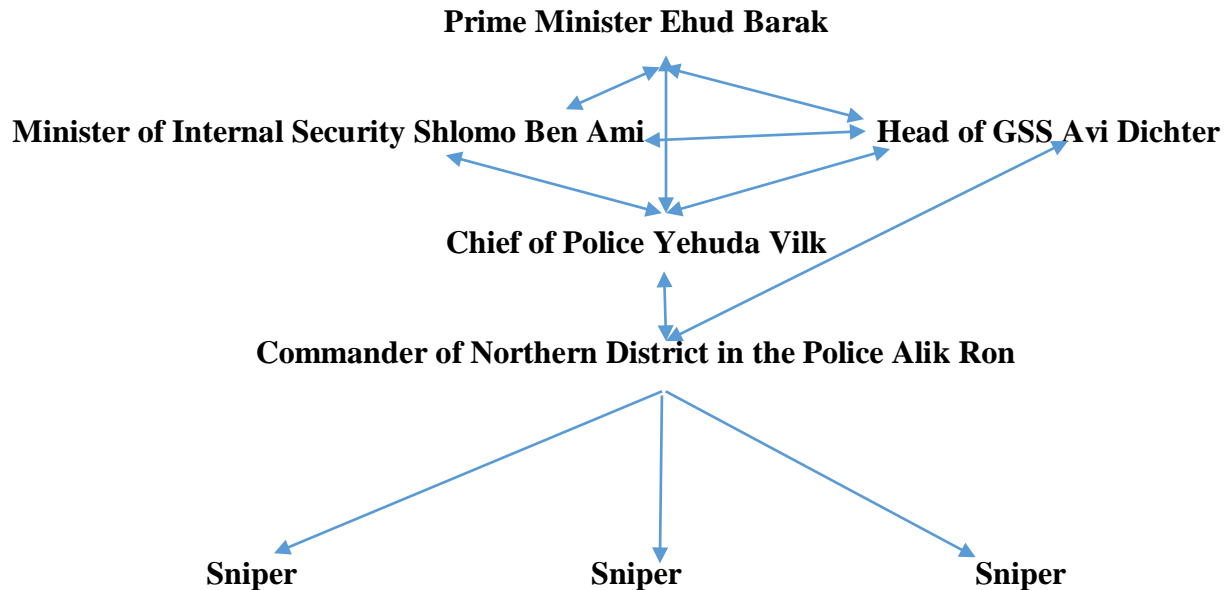 Prime Minister Ehud Barak
Minister of Internal Security Shlomo Ben Ami
Head of GSS Avi Dichter
Chief of Police Yehuda Vilk
Commander of Northern District in the Police Alik Ron
Sniper
Sniper
Sniper